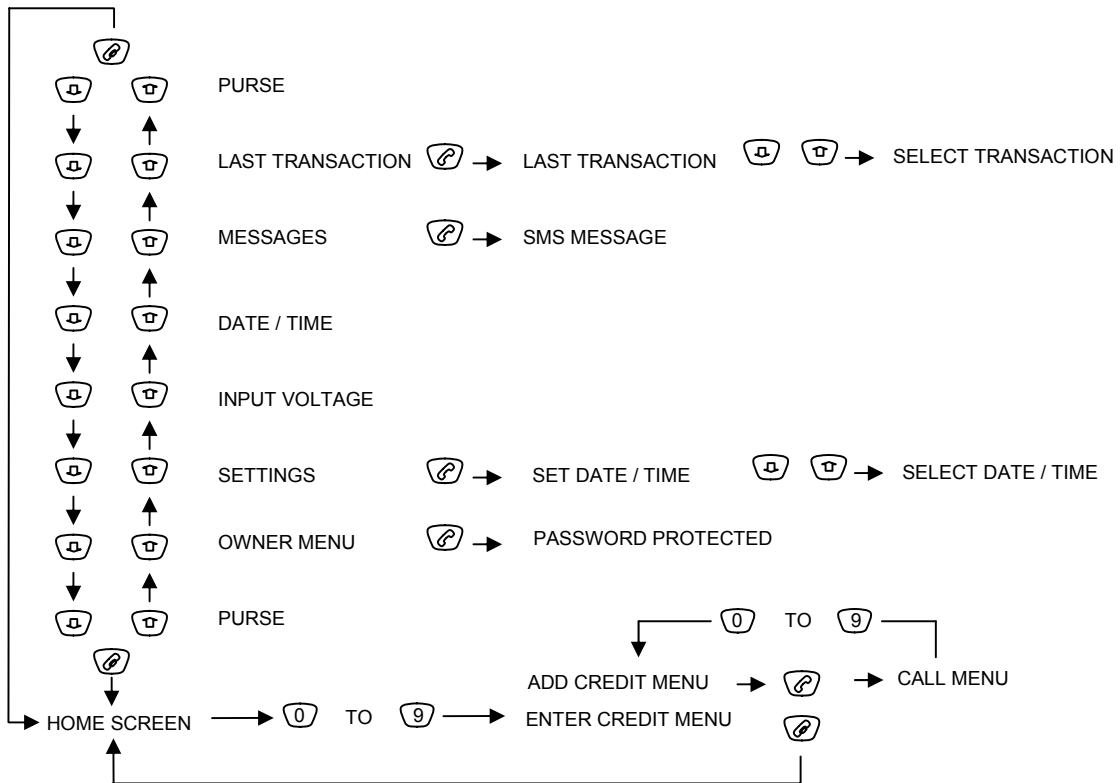 PURSE
LAST TRANSACTION LAST TRANSACTION SELECT TRANSACTION
MESSAGES SMS MESSAGE
DATE / TIME
INPUT VOLTAGE
SETTINGS SET DATE / TIME SELECT DATE / TIME
OWNER MENU PASSWORD PROTECTED
PURSE
0 TO 9
ADD CREDIT MENU CALL MENU
HOME SCREEN 0 TO 9 ENTER CREDIT MENU